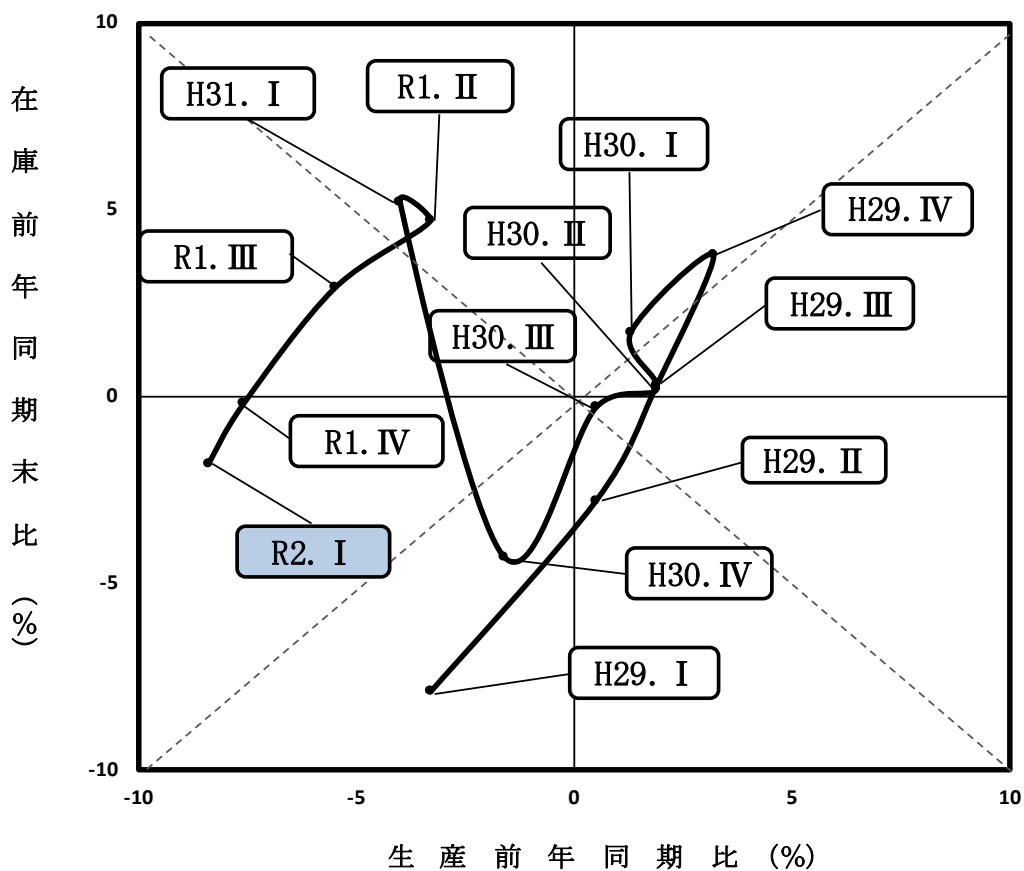 10
5
0
-5
-10
-10
-5
0
5
10
在庫前年同期末比（%）
生産前年同期比(%)
H31. Ⅰ
R1. Ⅱ
H30. Ⅰ
H29. Ⅳ
H30. Ⅱ
R1. Ⅲ
H29. Ⅲ
H30. Ⅲ
R1. Ⅳ
H29. Ⅱ
R2. Ⅰ
H30. Ⅳ
H29. Ⅰ